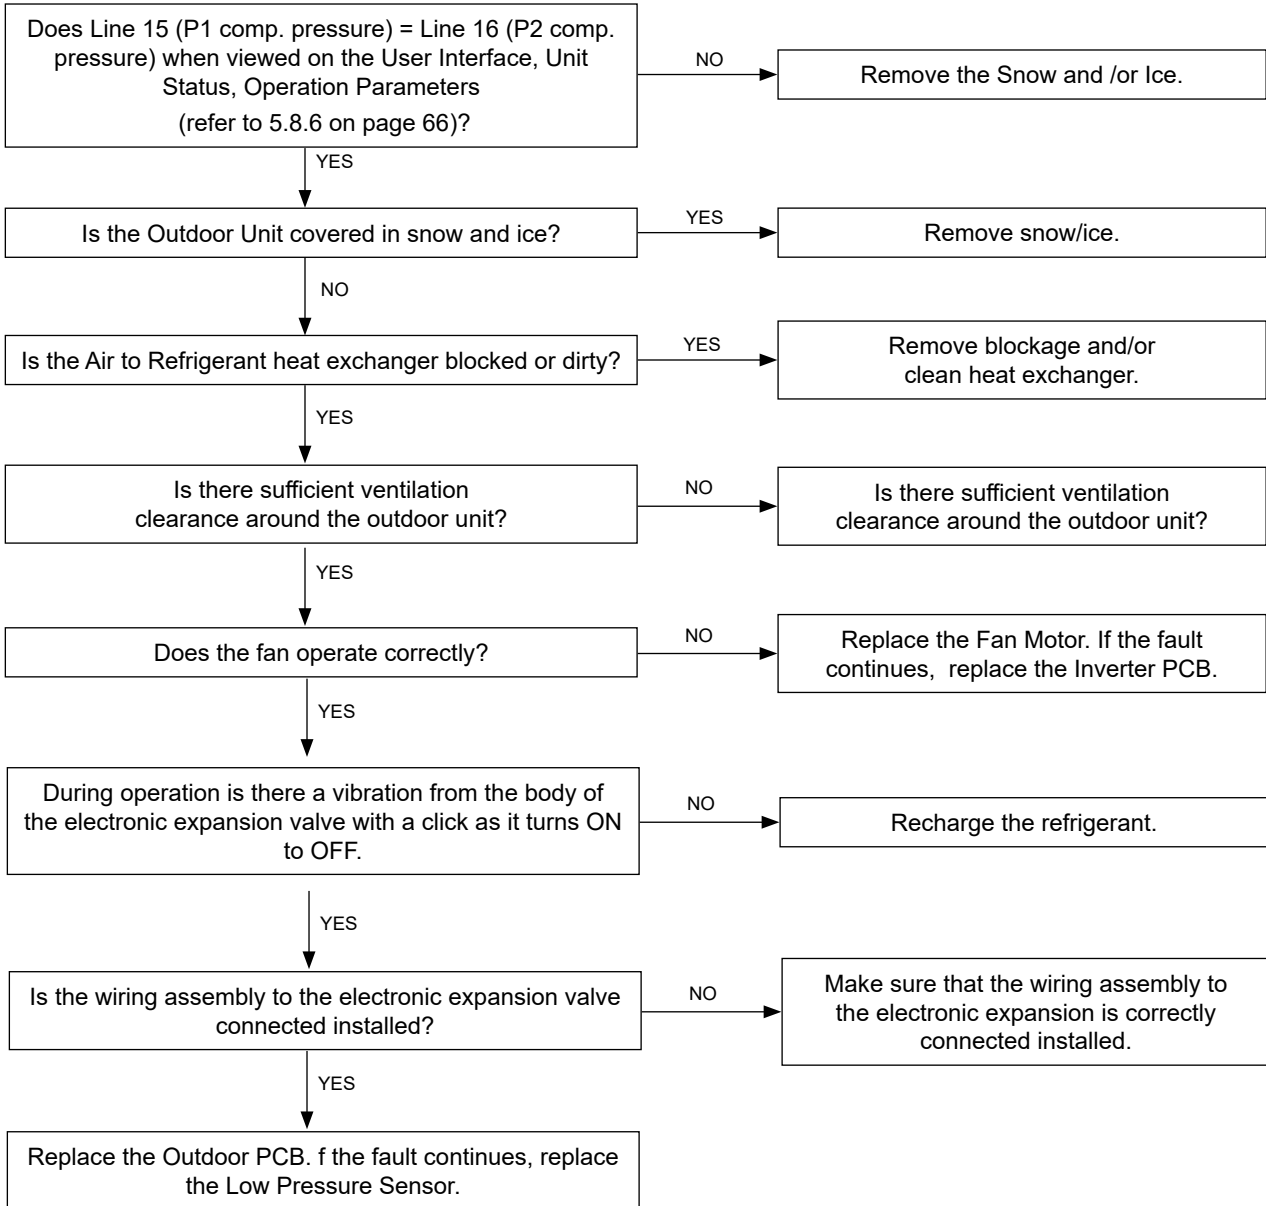 Does Line 15 (P1 comp. pressure) = Line 16 (P2 comp.
pressure) when viewed on the User Interface, Unit
Status, Operation Parameters
(refer to 5.8.6 on page 66)?
NO
Remove the Snow and /or Ice.
YES
Is the Outdoor Unit covered in snow and ice?
YES
Remove snow/ice.
NO
Is the Air to Refrigerant heat exchanger blocked or dirty?
YES
Remove blockage and/or
clean heat exchanger.
YES
Is there sufficient ventilation
clearance around the outdoor unit?
NO
Is there sufficient ventilation
clearance around the outdoor unit?
YES
Does the fan operate correctly?
NO
Replace the Fan Motor. If the fault
continues, replace the Inverter PCB.
YES
During operation is there a vibration from the body of
the electronic expansion valve with a click as it turns ON
to OFF.
NO
Recharge the refrigerant.
YES
Is the wiring assembly to the electronic expansion valve
connected installed?
NO
Make sure that the wiring assembly to
the electronic expansion is correctly
connected installed.
YES
Replace the Outdoor PCB. f the fault continues, replace
the Low Pressure Sensor.